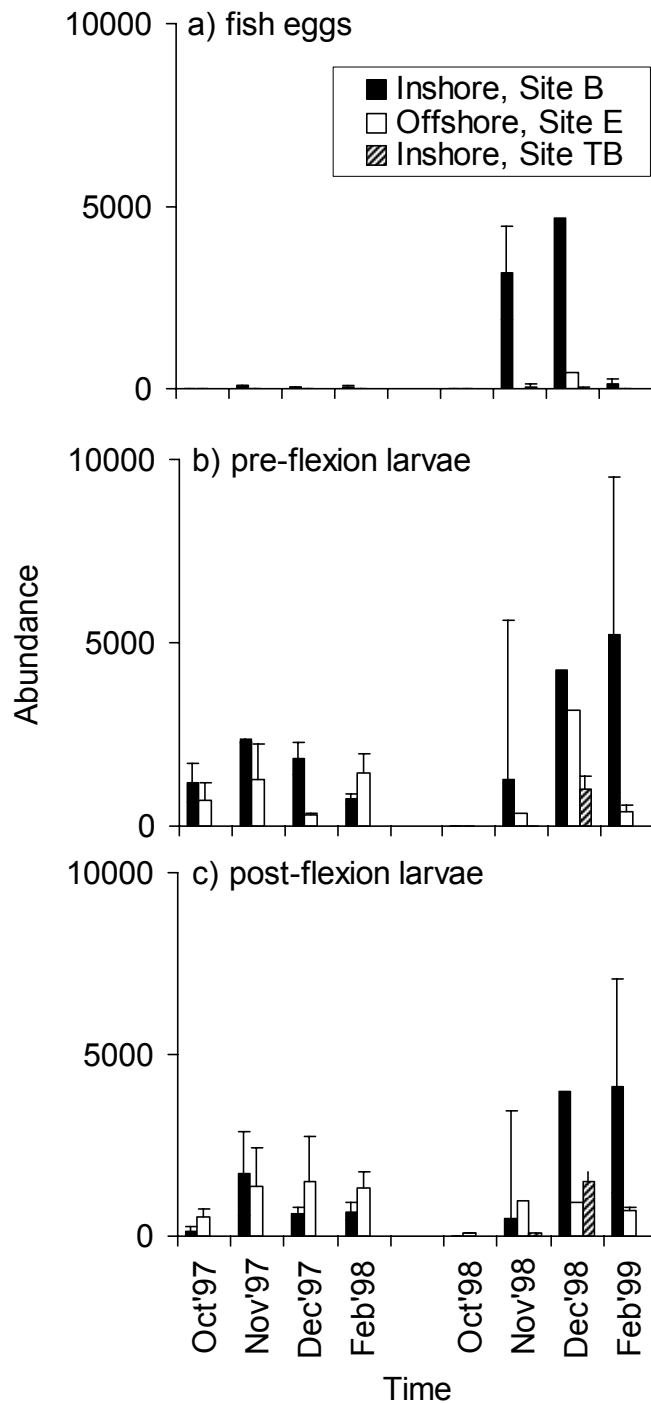 10000
a) fish eggs
Inshore, Site B
Offshore, Site E
Inshore, Site TB
5000
0
10000
b) pre-flexion larvae
5000
0
Abundance
10000
c) post-flexion larvae
5000
0
Oct'97
Nov'97
Dec'97
Feb'98
Oct'98
Nov'98
Dec'98
Feb'99
Time